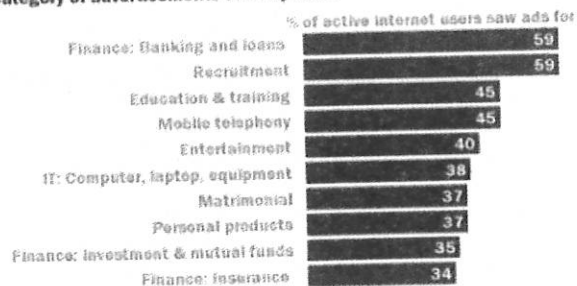 % of active internet users saw ads for
Finance: Banking and loans 59
Recruitment 59
Education & training 45
Mobile telephony 45
Entertainment 40
IT: Computer, laptop, equipment 38
Matrimonial 37
Personal products 37
Finance: Investment & mutual funds 35
Finance: Insurance 34